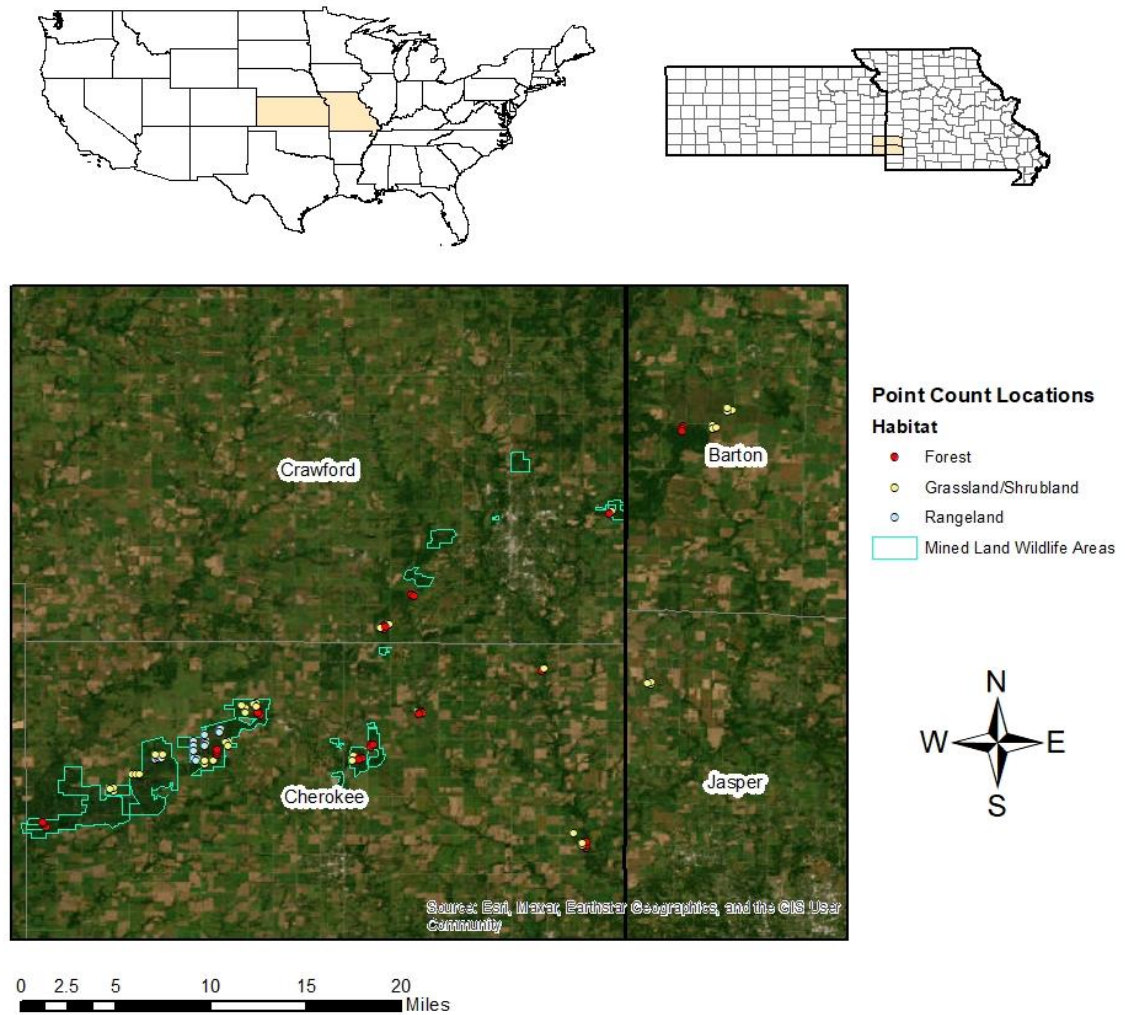 Crawford
Barton
Cherokee
Jasper
Source: Esri, Maxar, Earthstar Geographics, and the GIS User
Community
Point Count Locations
Habitat
Forest
Grassland/Shrubland
Rangeland
Mined Land Wildlife Areas
N
W E
S
0 2.5 5 10 15 20
Miles